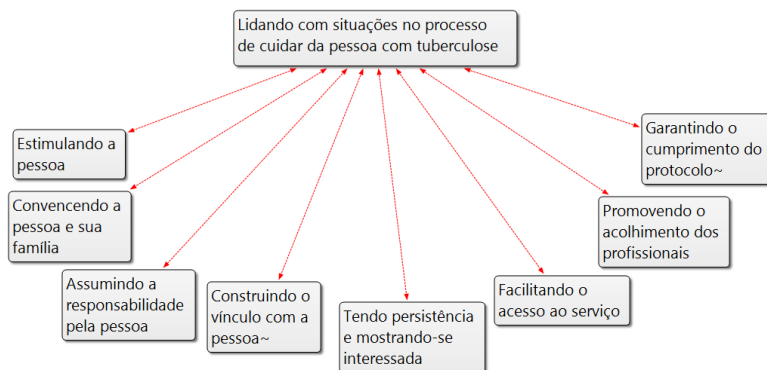 Lidando com situações no processo
de cuidar da pessoa com tuberculose
Estimulando a
pessoa
Convencendo a
pessoa e sua
família
Assumindo a
responsabilidade
pela pessoa
Construindo o
vínculo com a
pessoa~
Tendo persistência
e mostrando-se
interessada
Facilitando o
acesso ao serviço
Promovendo o
acolhimento dos
profissionais
Garantindo o
cumprimento do
protocolo~